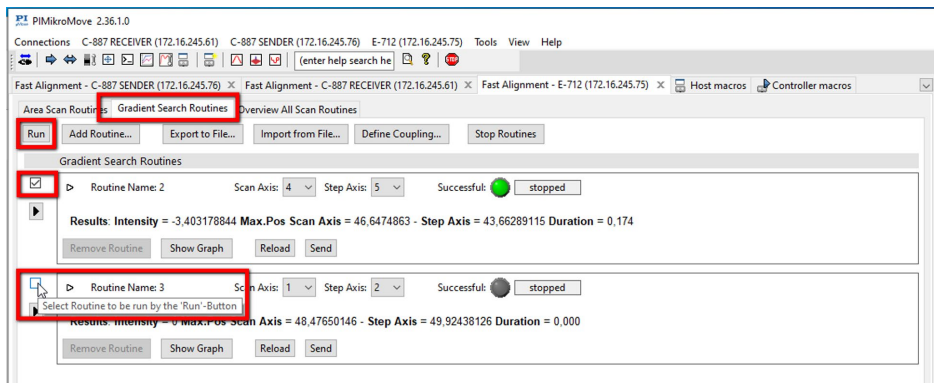 PI PIMikroMove 2.36.1.0
Connections C-887 RECEIVER (172.16.245.61) C-887 SENDER (172.16.245.76) E-712 (172.16.245.75) Tools View Help
(enter help search he STOP
Fast Alignment - C-887 SENDER (172.16.245.76) X Fast Alignment - C-887 RECEIVER (172.16.245.61) X Fast Alignment - E-712 (172.16.245.75) X Host macros Controller macros
Area Scan Routines Gradient Search Routines Overview All Scan Routines
Run Add Routine... Export to File... Import from File... Define Coupling... Stop Routines
Gradient Search Routines
Routine Name: 2 Scan Axis: 4 Step Axis: 5 Successful: stopped
Results: Intensity = -3,403178844 Max.Pos Scan Axis = 46,6474863 - Step Axis = 43,66289115 Duration = 0,174
Remove Routine Show Graph Reload Send
Routine Name: 3 Scan Axis: 1 Step Axis: 2 Successful: stopped
Select Routine to be run by the 'Run'-Button
Results: Intensity = 0 Max.Pos Scan Axis = 48,47650146 - Step Axis = 49,92438126 Duration = 0,000
Remove Routine Show Graph Reload Send